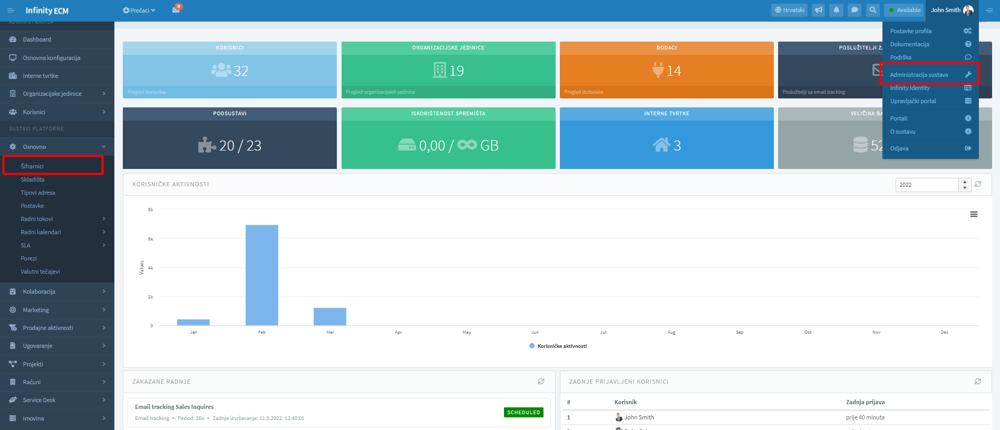 Infinity ECM
Prečaci
9
Hrvatski
Available
John Smith
ADMINISTRACIJA
Dashboard
Osnovna konfiguracija
Interne tvrtke
Organizacijske jedinice
Korisnici
SUSTAVI PLATFORME
Osnovno
Šifrarnici
Skladišta
Tipovi adresa
Postavke
Radni tokovi
Radni kalendari
SLA
Porezi
Valutni tečajevi
Kolaboracija
Marketing
Prodajne aktivnosti
Ugovaranje
Projekti
Računi
Service Desk
Imovina
KORISNICI
32
Pregled korisnika
ORGANIZACIJSKE JEDINICE
19
Pregled organizacijskih jedinica
DODACI
14
Pregled dodataka
POSLUŽITELJI ZA
Poslužitelji za email tracking
Postavke profila
Dokumentacija
Podrška
Administracija sustava
Infinity Identity
Upravljački portal
Portali
O sustavu
Odjava
PODSUSTAVI
20 / 23
ISKORIŠTENOST SPREMIŠTA
0,00 / ∞ GB
INTERNE TVRTKE
3
VELIČINA BA
52
KORISNIČKE AKTIVNOSTI
2022
8k
6k
4k
2k
0
Values
Jan Feb Mar Apr May Jun Jul Aug Sep Oct Nov Dec
Korisničke aktivnosti
ZAKAZANE RADNJE
Email tracking Sales Inquires
SCHEDULED
Email tracking • Period: 30s • Zadnje izvršavanje: 11.3.2022. 12:43:01
ZADNJE PRIJAVLJENI KORISNICI
# Korisnik Zadnja prijava
1 John Smith prije 40 minuta